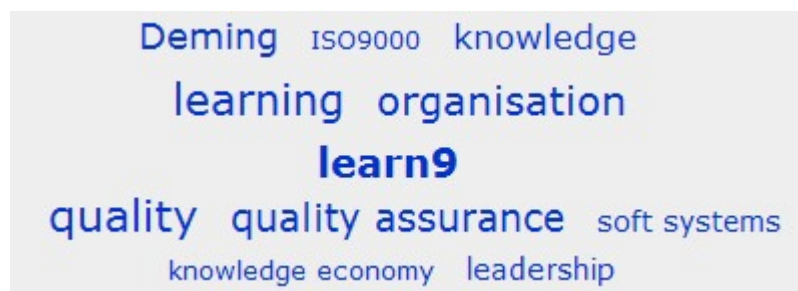 Deming ISO9000 knowledge
learning organisation
learn9
quality quality assurance soft systems
knowledge economy leadership